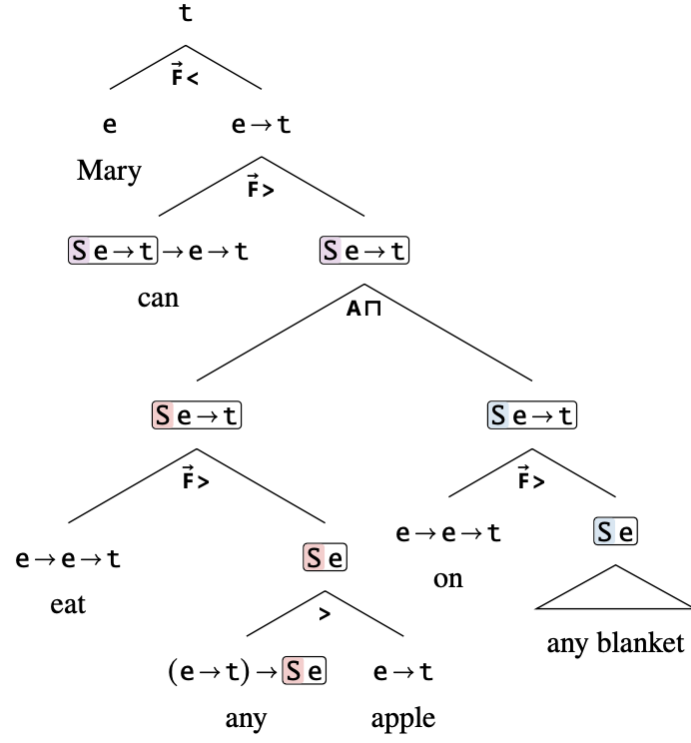 t
F⃗<
e e→t
Mary
F⃗>
S e→t →e→t S e→t
can
A⊓
S e→t S e→t
F⃗> F⃗>
e→e→t S e
on
e→e→t S e
eat
any blanket
>
(e→t)→ S e e→t
any apple